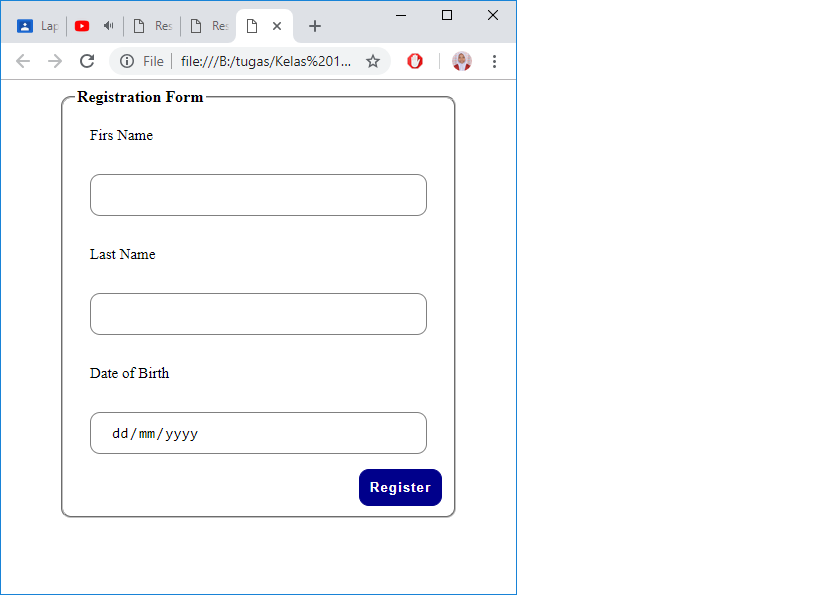 Lap
Res
Res
File
file:///B:/tugas/Kelas%201...
Registration Form
Firs Name
Last Name
Date of Birth
dd/mm/yyyy
Register